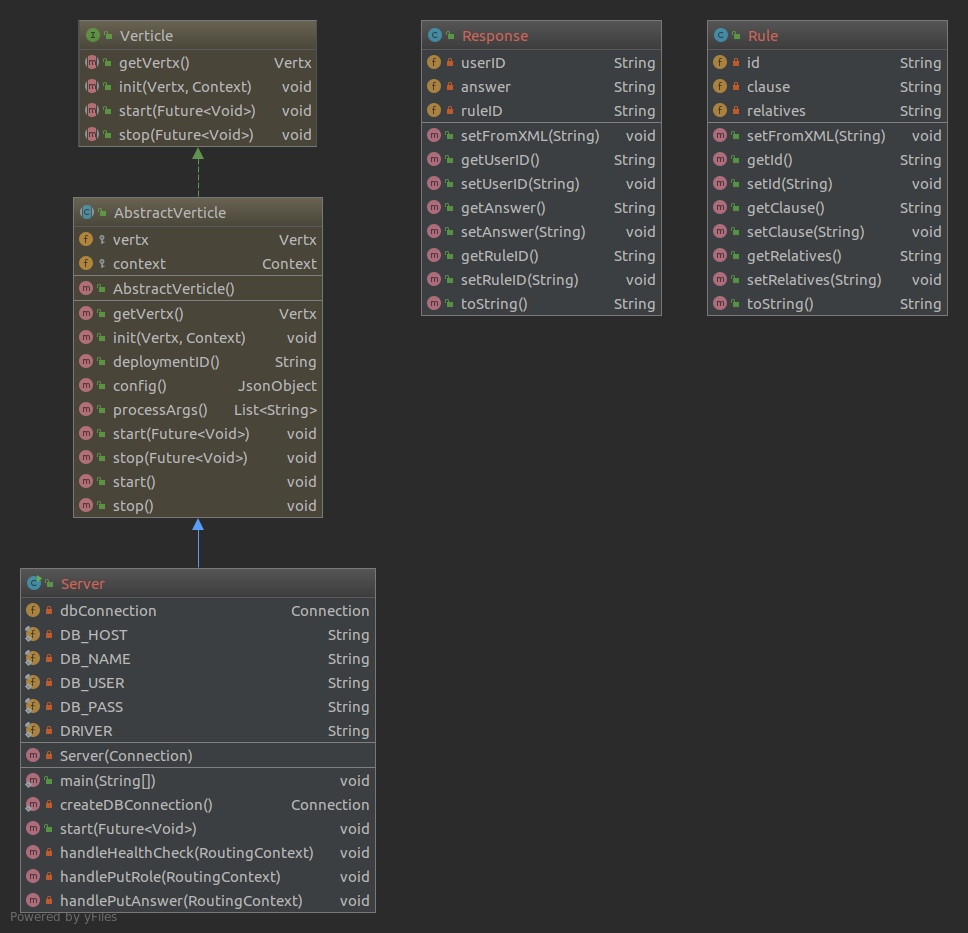 Verticle
getVertx() Vertx
init(Vertx, Context) void
start(Future<Void>) void
stop(Future<Void>) void
AbstractVerticle
vertx Vertx
context Context
AbstractVerticle()
getVertx() Vertx
init(Vertx, Context) void
deploymentID() String
config() JsonObject
processArgs() List<String>
start(Future<Void>) void
stop(Future<Void>) void
start() void
stop() void
Server
dbConnection Connection
DB_HOST String
DB_NAME String
DB_USER String
DB_PASS String
DRIVER String
Server(Connection)
main(String[]) void
createDBConnection() Connection
start(Future<Void>) void
handleHealthCheck(RoutingContext) void
handlePutRole(RoutingContext) void
handlePutAnswer(RoutingContext) void
Response
userID String
answer String
ruleID String
setFromXML(String) void
getUserID() String
setUserID(String) void
getAnswer() String
setAnswer(String) void
getRuleID() String
setRuleID(String) void
toString() String
Rule
id String
clause String
relatives String
setFromXML(String) void
getId() String
setId(String) void
getClause() String
setClause(String) void
getRelatives() String
setRelatives(String) void
toString() String
Powered by yFiles